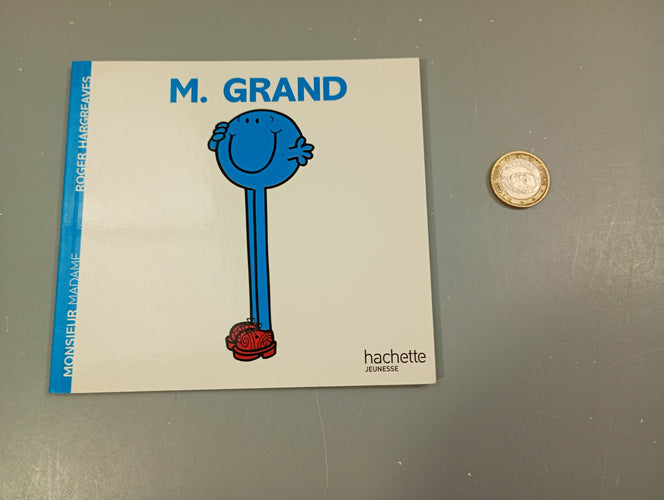 M. GRAND
ROGER HARGREAVES
MONSIEUR MADAME
hachette
JEUNESSE